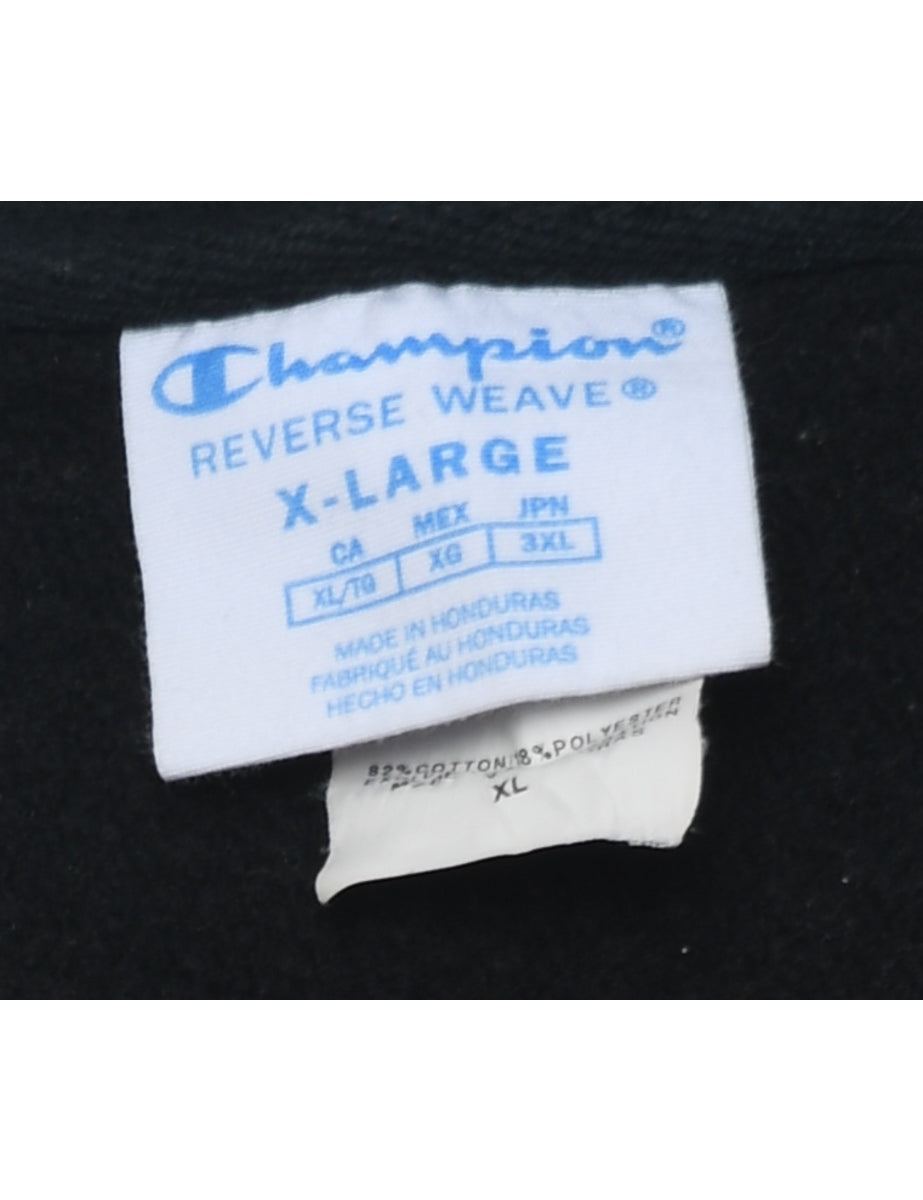 Champion®
REVERSE WEAVE®
X-LARGE
CA MEX JPN
XL/TG XG 3XL
MADE IN HONDURAS
FABRIQUÉ AU HONDURAS
HECHO EN HONDURAS
82% COTTON 18% POLYESTER
XL